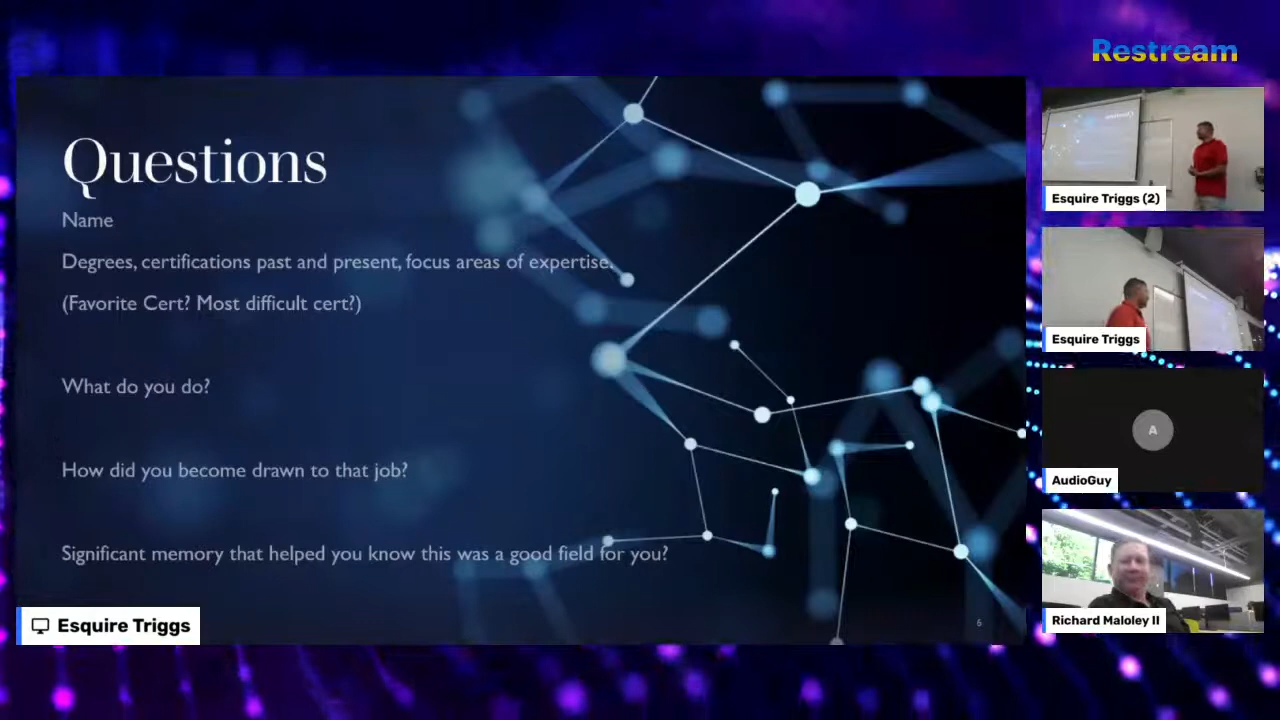 Restream
Questions
Name
Degrees, certifications past and present, focus areas of expertise.
(Favorite Cert? Most difficult cert?)
What do you do?
How did you become drawn to that job?
Significant memory that helped you know this was a good field for you?
6
Esquire Triggs
Esquire Triggs (2)
Esquire Triggs
A
AudioGuy
Richard Maloley II